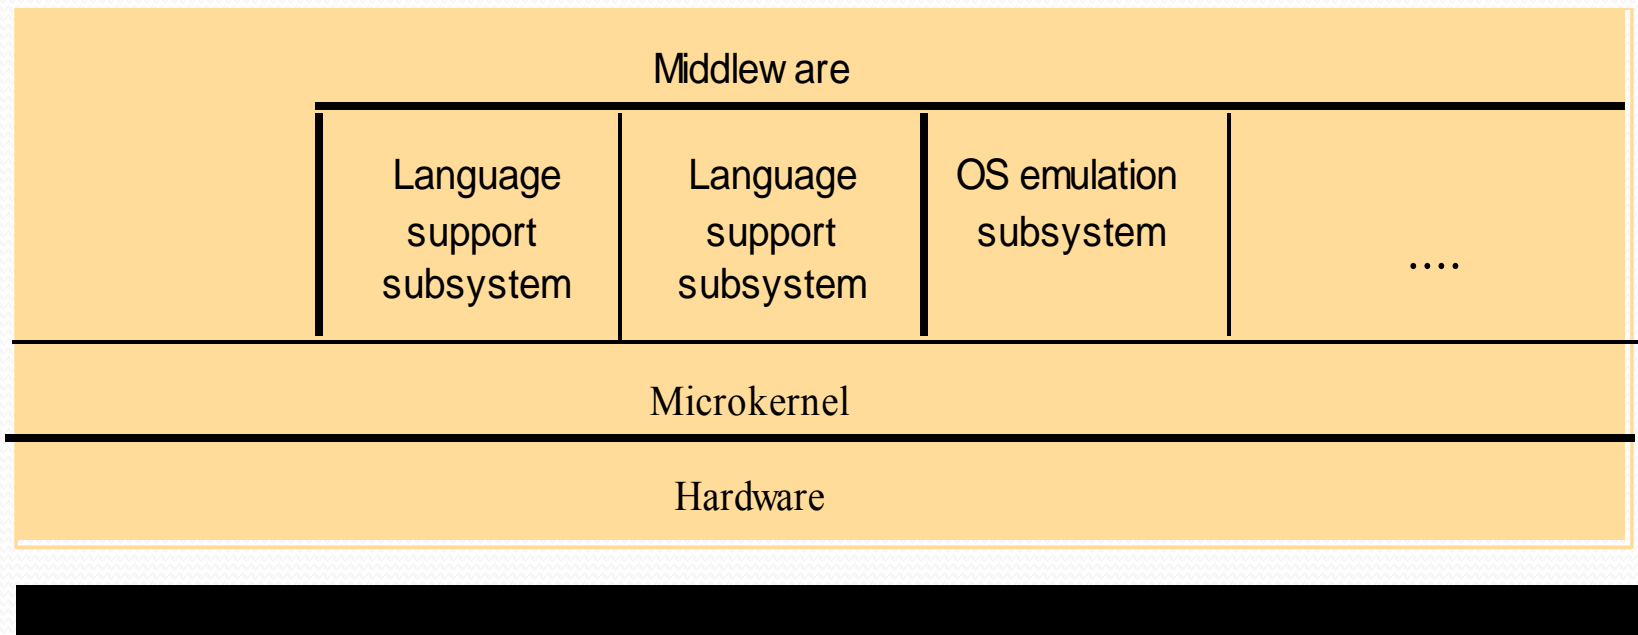 Middlew are
Language
support
subsystem
Language
support
subsystem
OS emulation
subsystem
....
Microkernel
Hardware